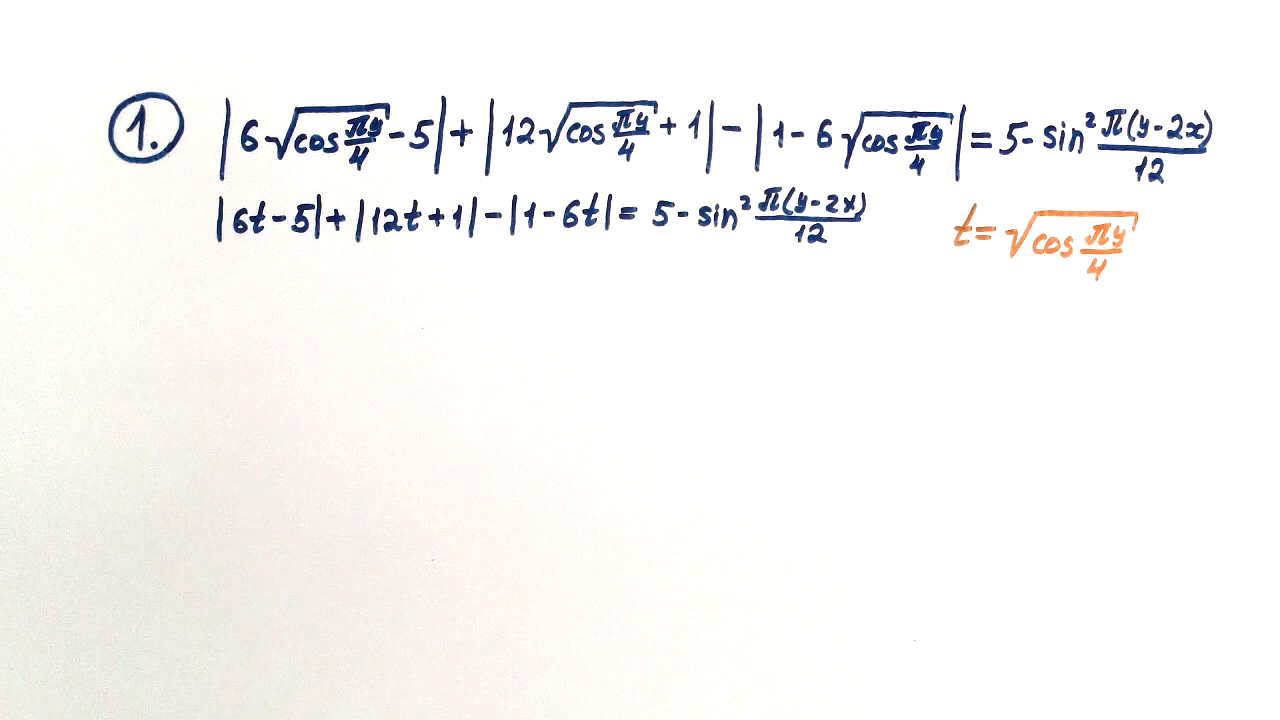 1. |6√(cos πy/4) - 5| + |12√(cos πy/4) + 1| - |1 - 6√(cos πy/4)| = 5 - sin² π(y-2x)/12
|6t - 5| + |12t + 1| - |1 - 6t| = 5 - sin² π(y-2x)/12
t = √(cos πy/4)